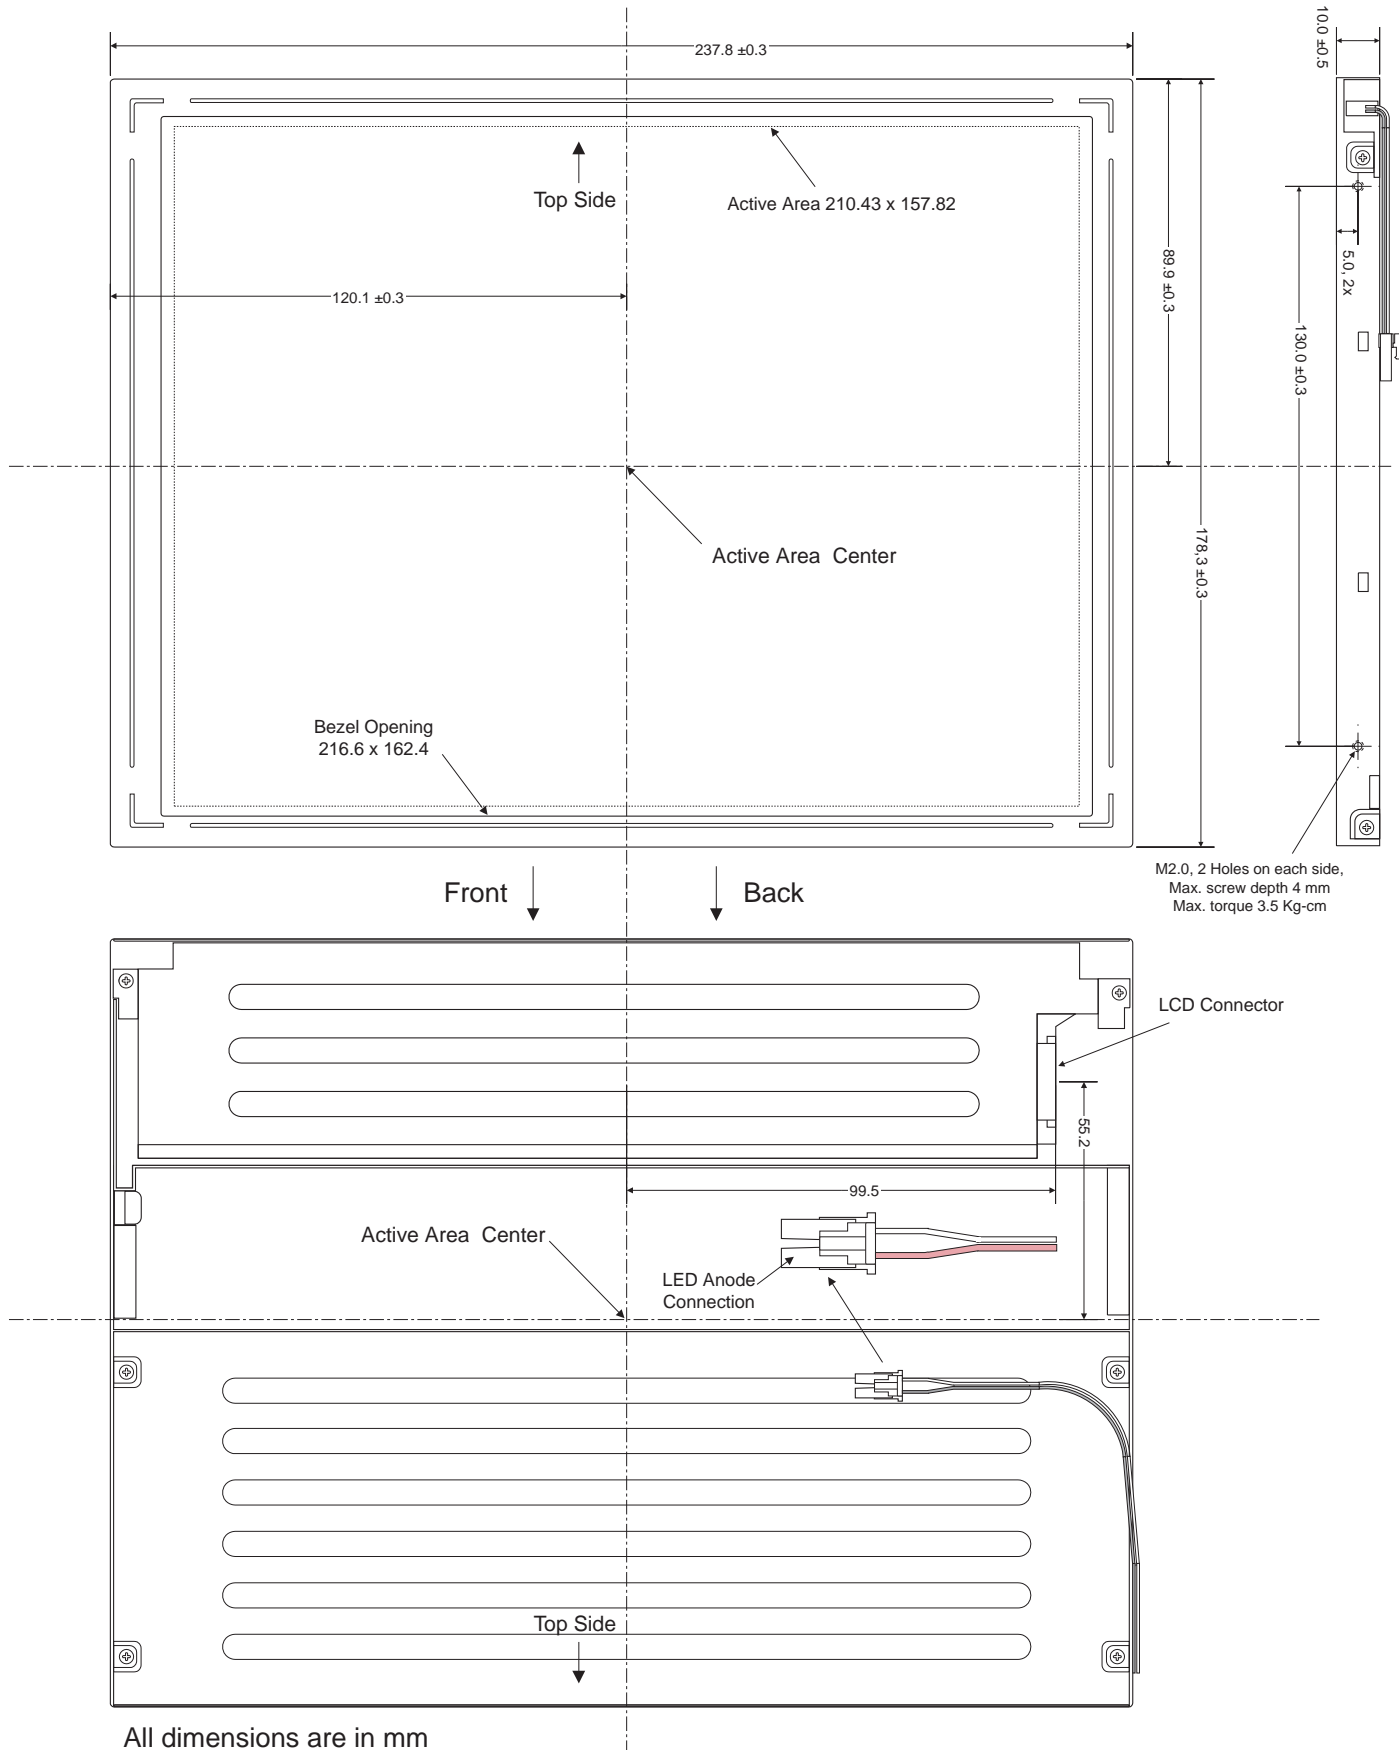 237.8 ±0.3
10.0 ±0.5
Top Side
Active Area 210.43 x 157.82
120.1 ±0.3
89.9 ±0.3
5.0, 2x
130.0 ±0.3
Active Area Center
178,3 ±0.3
Bezel Opening
216.6 x 162.4
M2.0, 2 Holes on each side,
Max. screw depth 4 mm
Max. torque 3.5 Kg-cm
Front
Back
LCD Connector
55.2
99.5
Active Area Center
LED Anode
Connection
Top Side
All dimensions are in mm